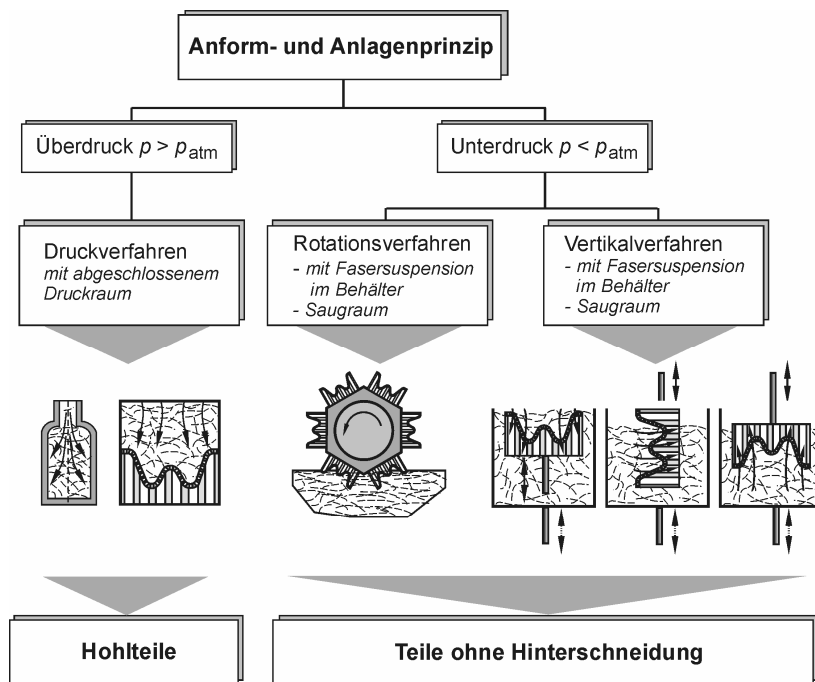 Anform- und Anlagenprinzip
Überdruck p > patm
Unterdruck p < patm
Druckverfahren
mit abgeschlossenem
Druckraum
Rotationsverfahren
- mit Fasersuspension
im Behälter
- Saugraum
Vertikalverfahren
- mit Fasersuspension
im Behälter
- Saugraum
Hohlteile
Teile ohne Hinterschneidung